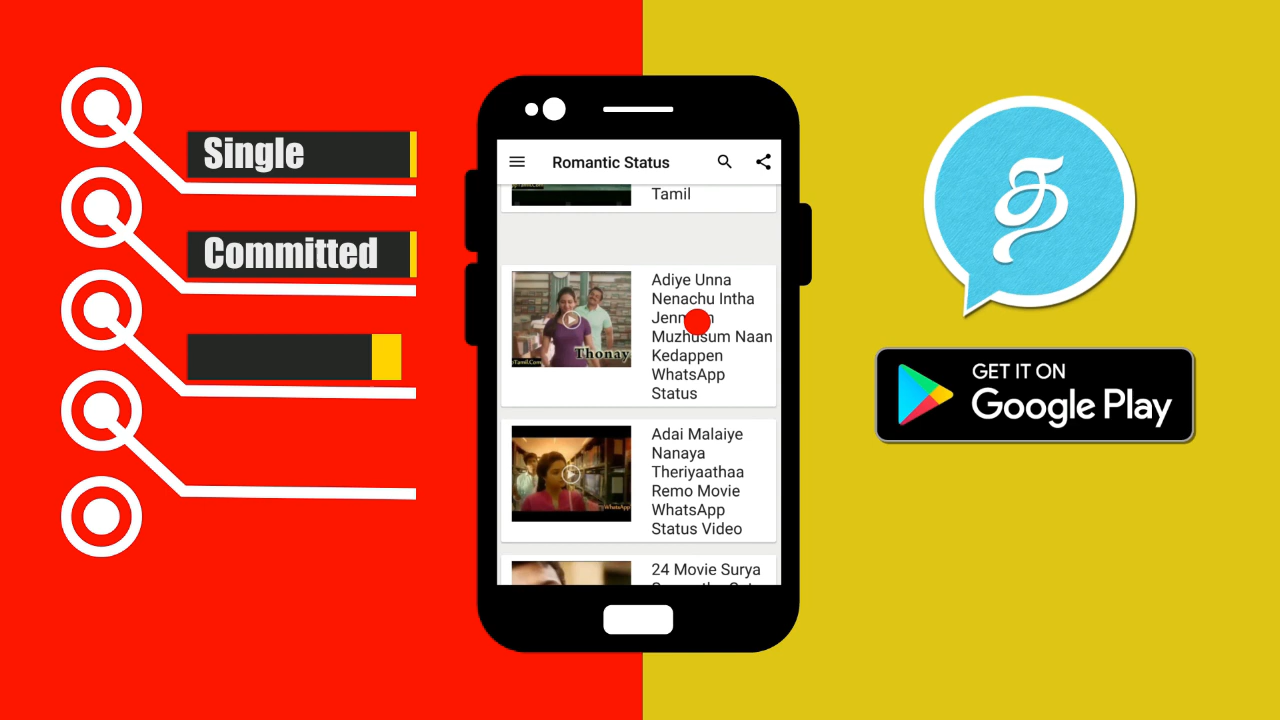 Single
Committed
Romantic Status
Tamil
Adiye Unna
Nenachu Intha
Muzhusum Naan
Kedappen
WhatsApp
Status
Thonay
Adai Malaiye
Nanaya
Theriyaathaa
Remo Movie
WhatsApp
Status Video
WhatsApp
24 Movie Surya
த
GET IT ON
Google Play